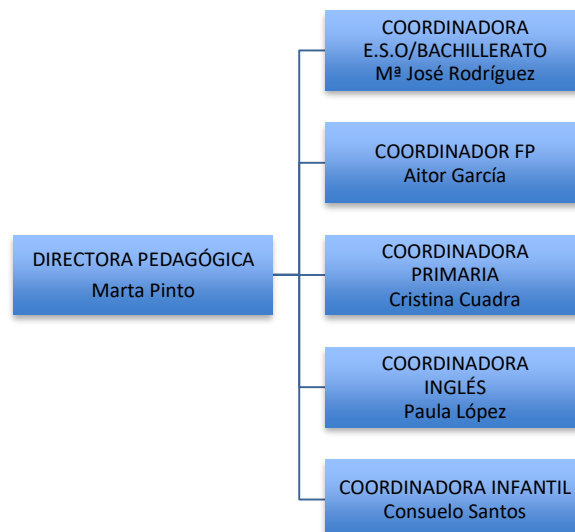 COORDINADORA
E.S.O/BACHILLERATO
Mª José Rodríguez
COORDINADOR FP
Aitor García
DIRECTORA PEDAGÓGICA
Marta Pinto
COORDINADORA
PRIMARIA
Cristina Cuadra
COORDINADORA
INGLÉS
Paula López
COORDINADORA INFANTIL
Consuelo Santos